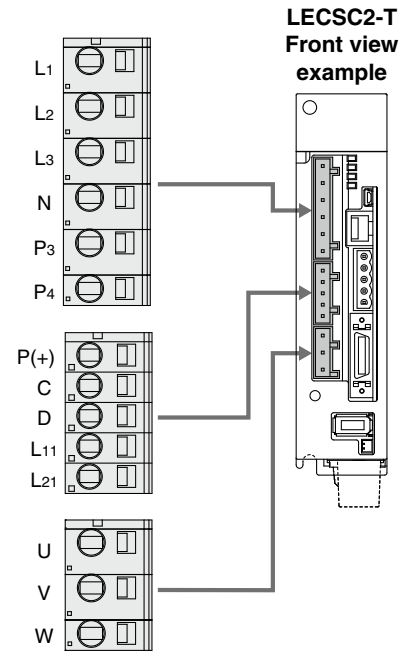 LECSC2-T
Front view
example
L1
L2
L3
N
P3
P4
P(+)
C
D
L11
L21
U
V
W